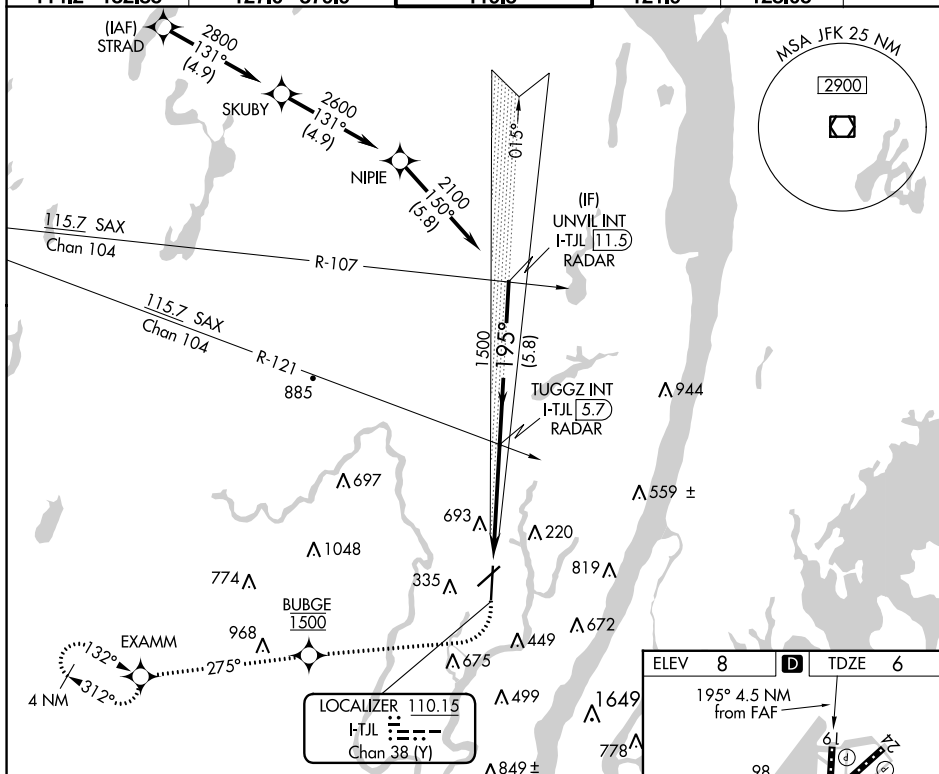 (IAF)
STRAD
2800
131°
(4.9)
SKUBY
2600
131°
(4.9)
NIPIE
2100
150°
(5.8)
015°
MSA JFK 25 NM
2900
(IF)
UNVIL INT
I-TJL 11.5
RADAR
115.7 SAX
Chan 104
R-107
115.7 SAX
Chan 104
R-121
885
1500
195°
(5.8)
TUGGZ INT
I-TJL 5.7
RADAR
944
697
559 ±
693
220
1048
774
335
819
BUBGE
1500
968
672
449
EXAMM
132°
312°
4 NM
275°
675
LOCALIZER 110.15
I-TJL
Chan 38 (Y)
499
1649
778
849 ±
ELEV 8 D TDZE 6
195° 4.5 NM
from FAF
19
24
P
P
98